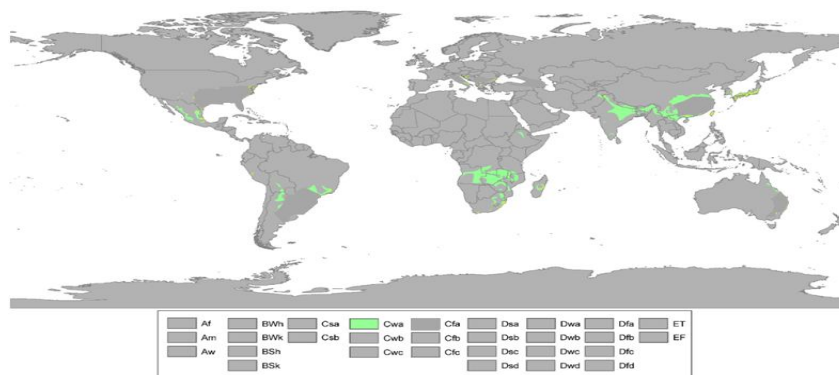 Af BWh Csa Cwa Cfa Dsa Dwa Dfa ET
Am BWk Csb Cwb Cfb Dsb Dwb Dfb EF
Aw BSh Cwc Cfc Dsc Dwc Dfc
BSk Dsd Dwd Dfd